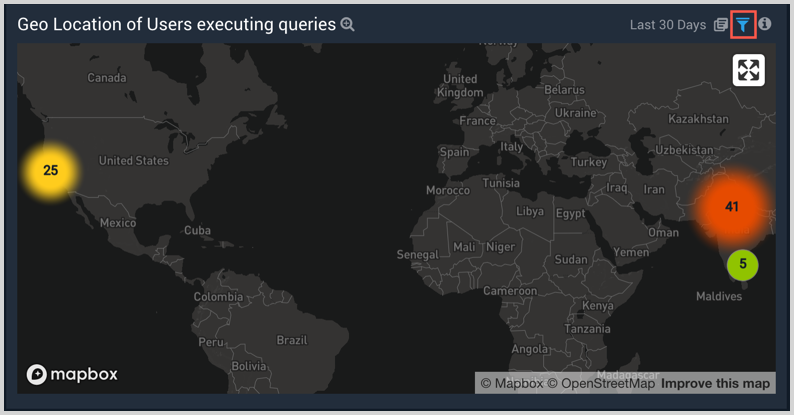 Geo Location of Users executing queries
Last 30 Days
Canada
United Kingdom
Belarus
Ukraine
France
Kazakhstan
Spain
Italy
Uzbekistan
United States
Turkey
25
Morocco
Tunisia
Iraq
Iran
41
Mexico
Libya
Egypt
Cuba
Oman
Senegal
Mali
Niger
Sudan
Yemen
5
Colombia
Cameroon
Maldives
Kenya
Peru
Brazil
Tanzania
Angola
Bolivia
Madagascar
mapbox
© Mapbox © OpenStreetMap Improve this map